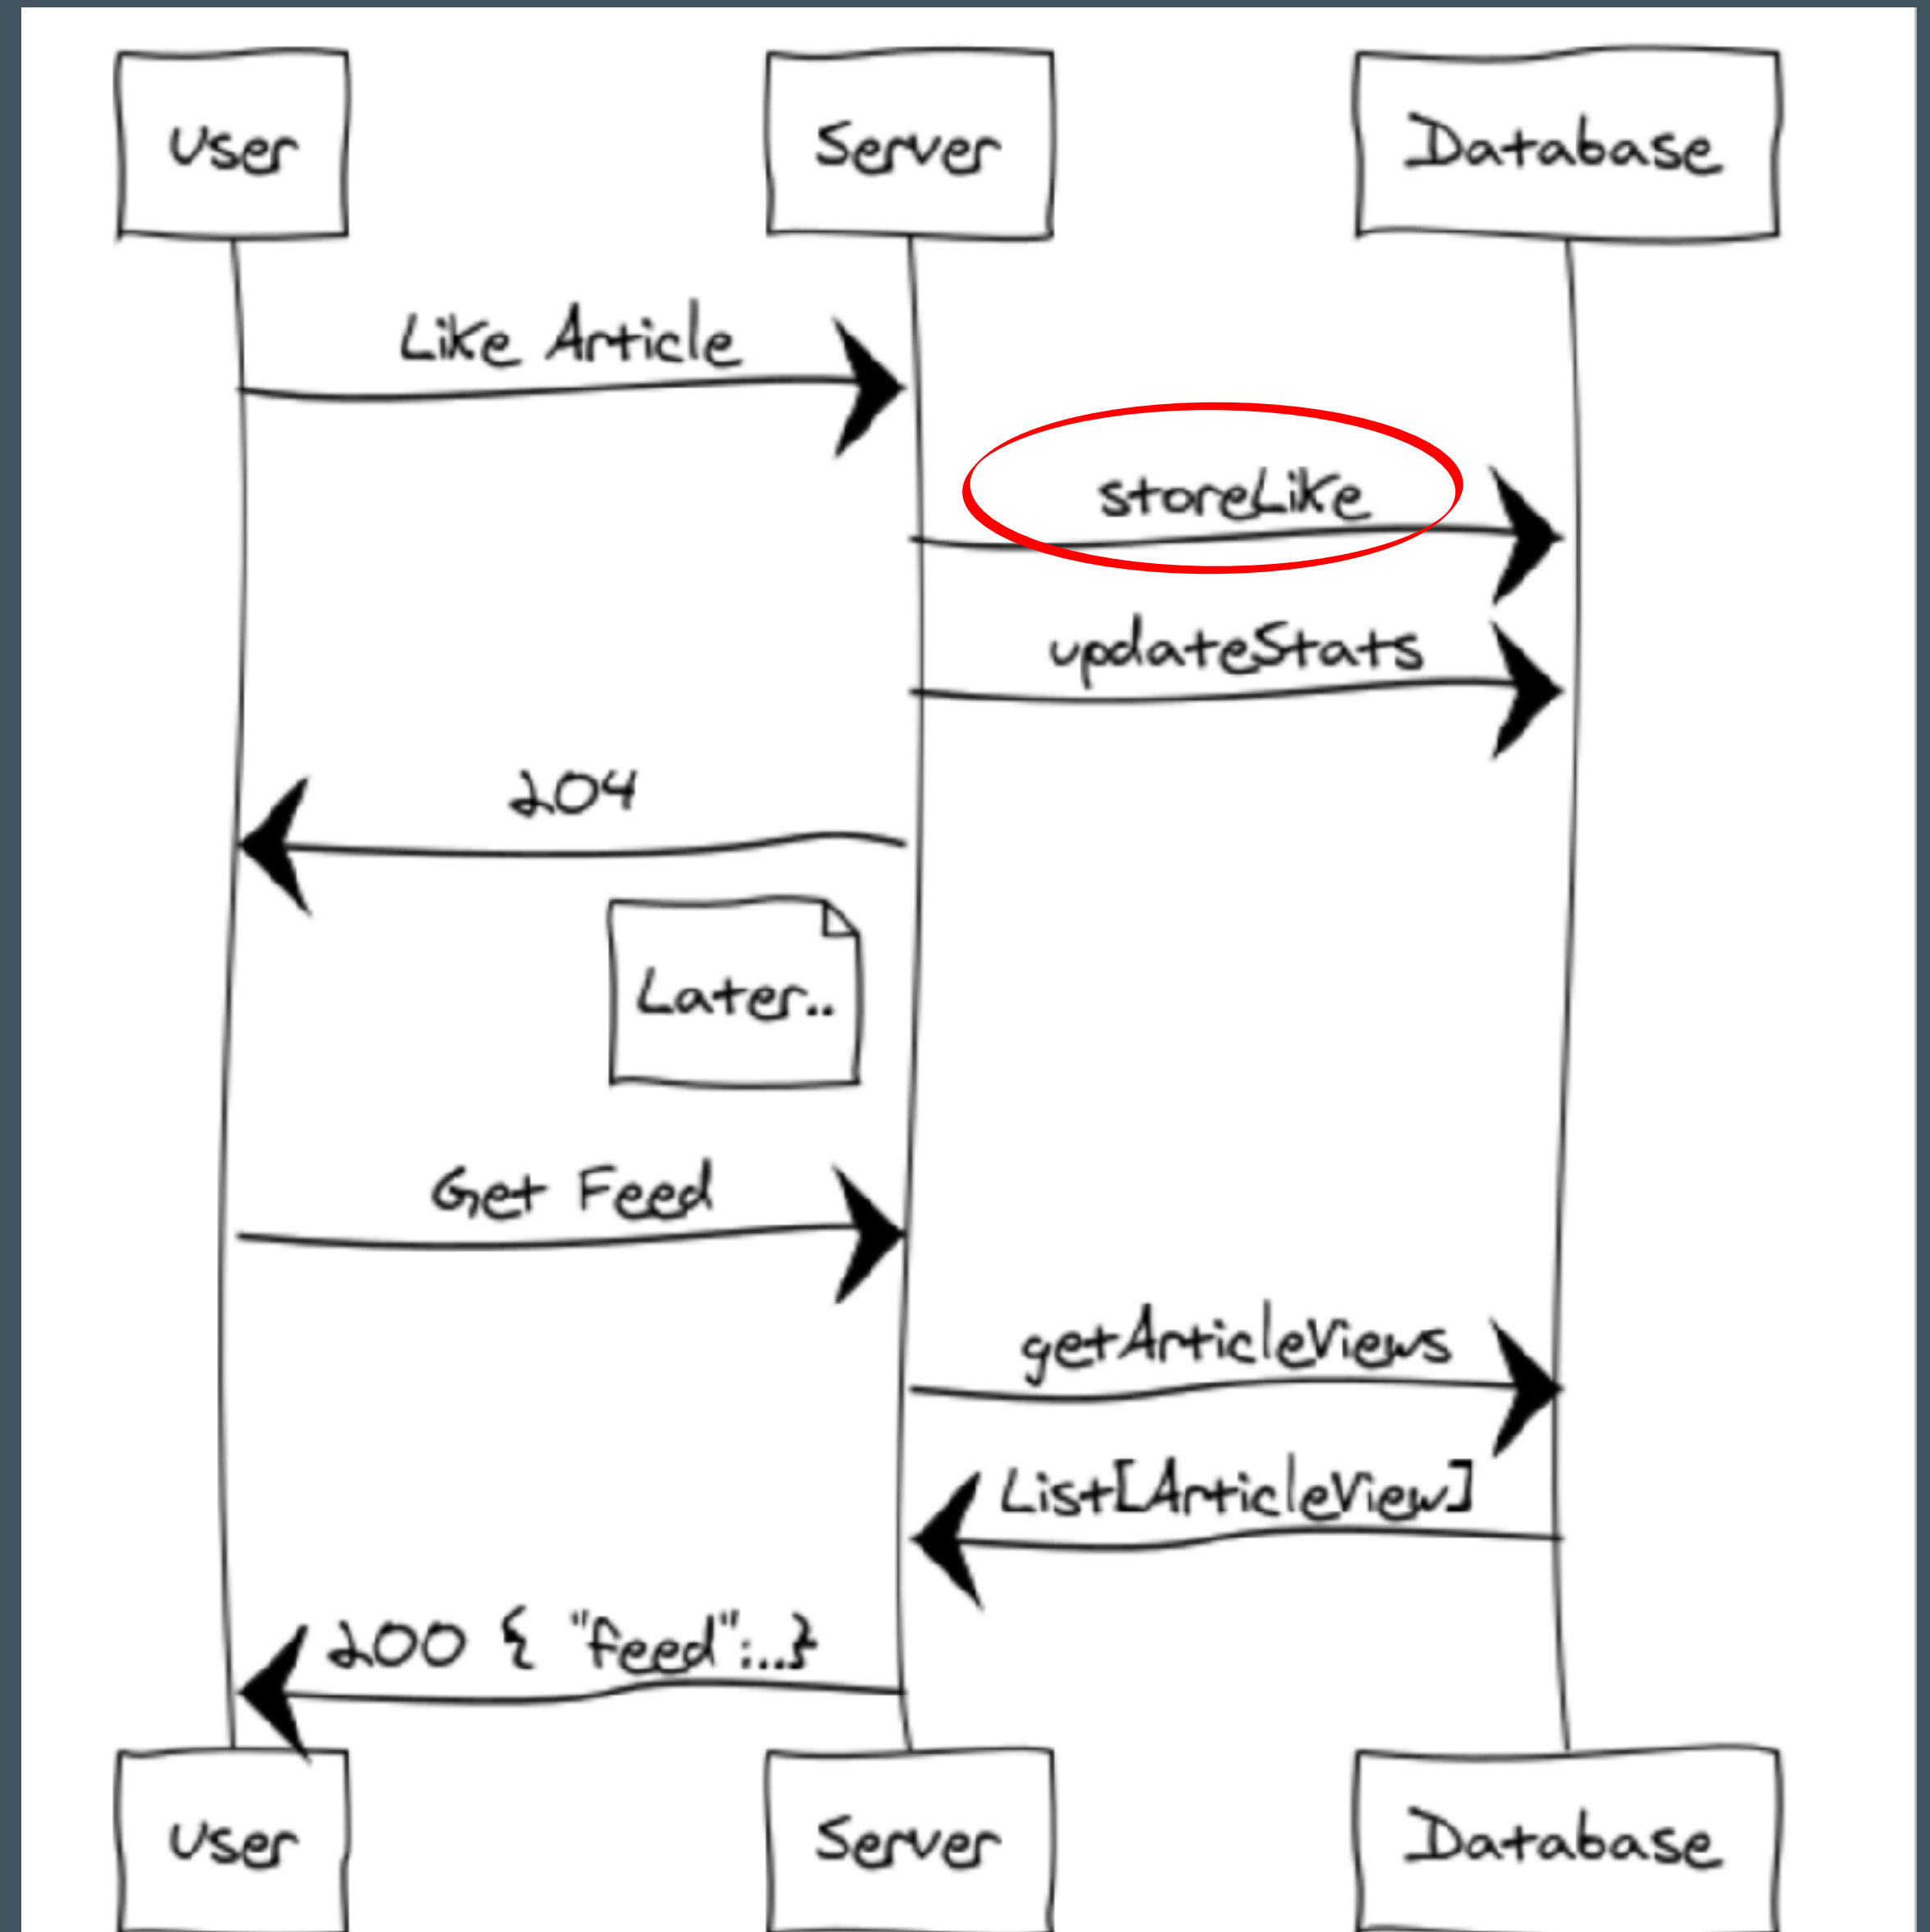 User
Server
Database
Like Article
storeLike
updateStats
204
Later..
Get Feed
getArticleViews
List[ArticleView]
200 { "feed":..}
User
Server
Database